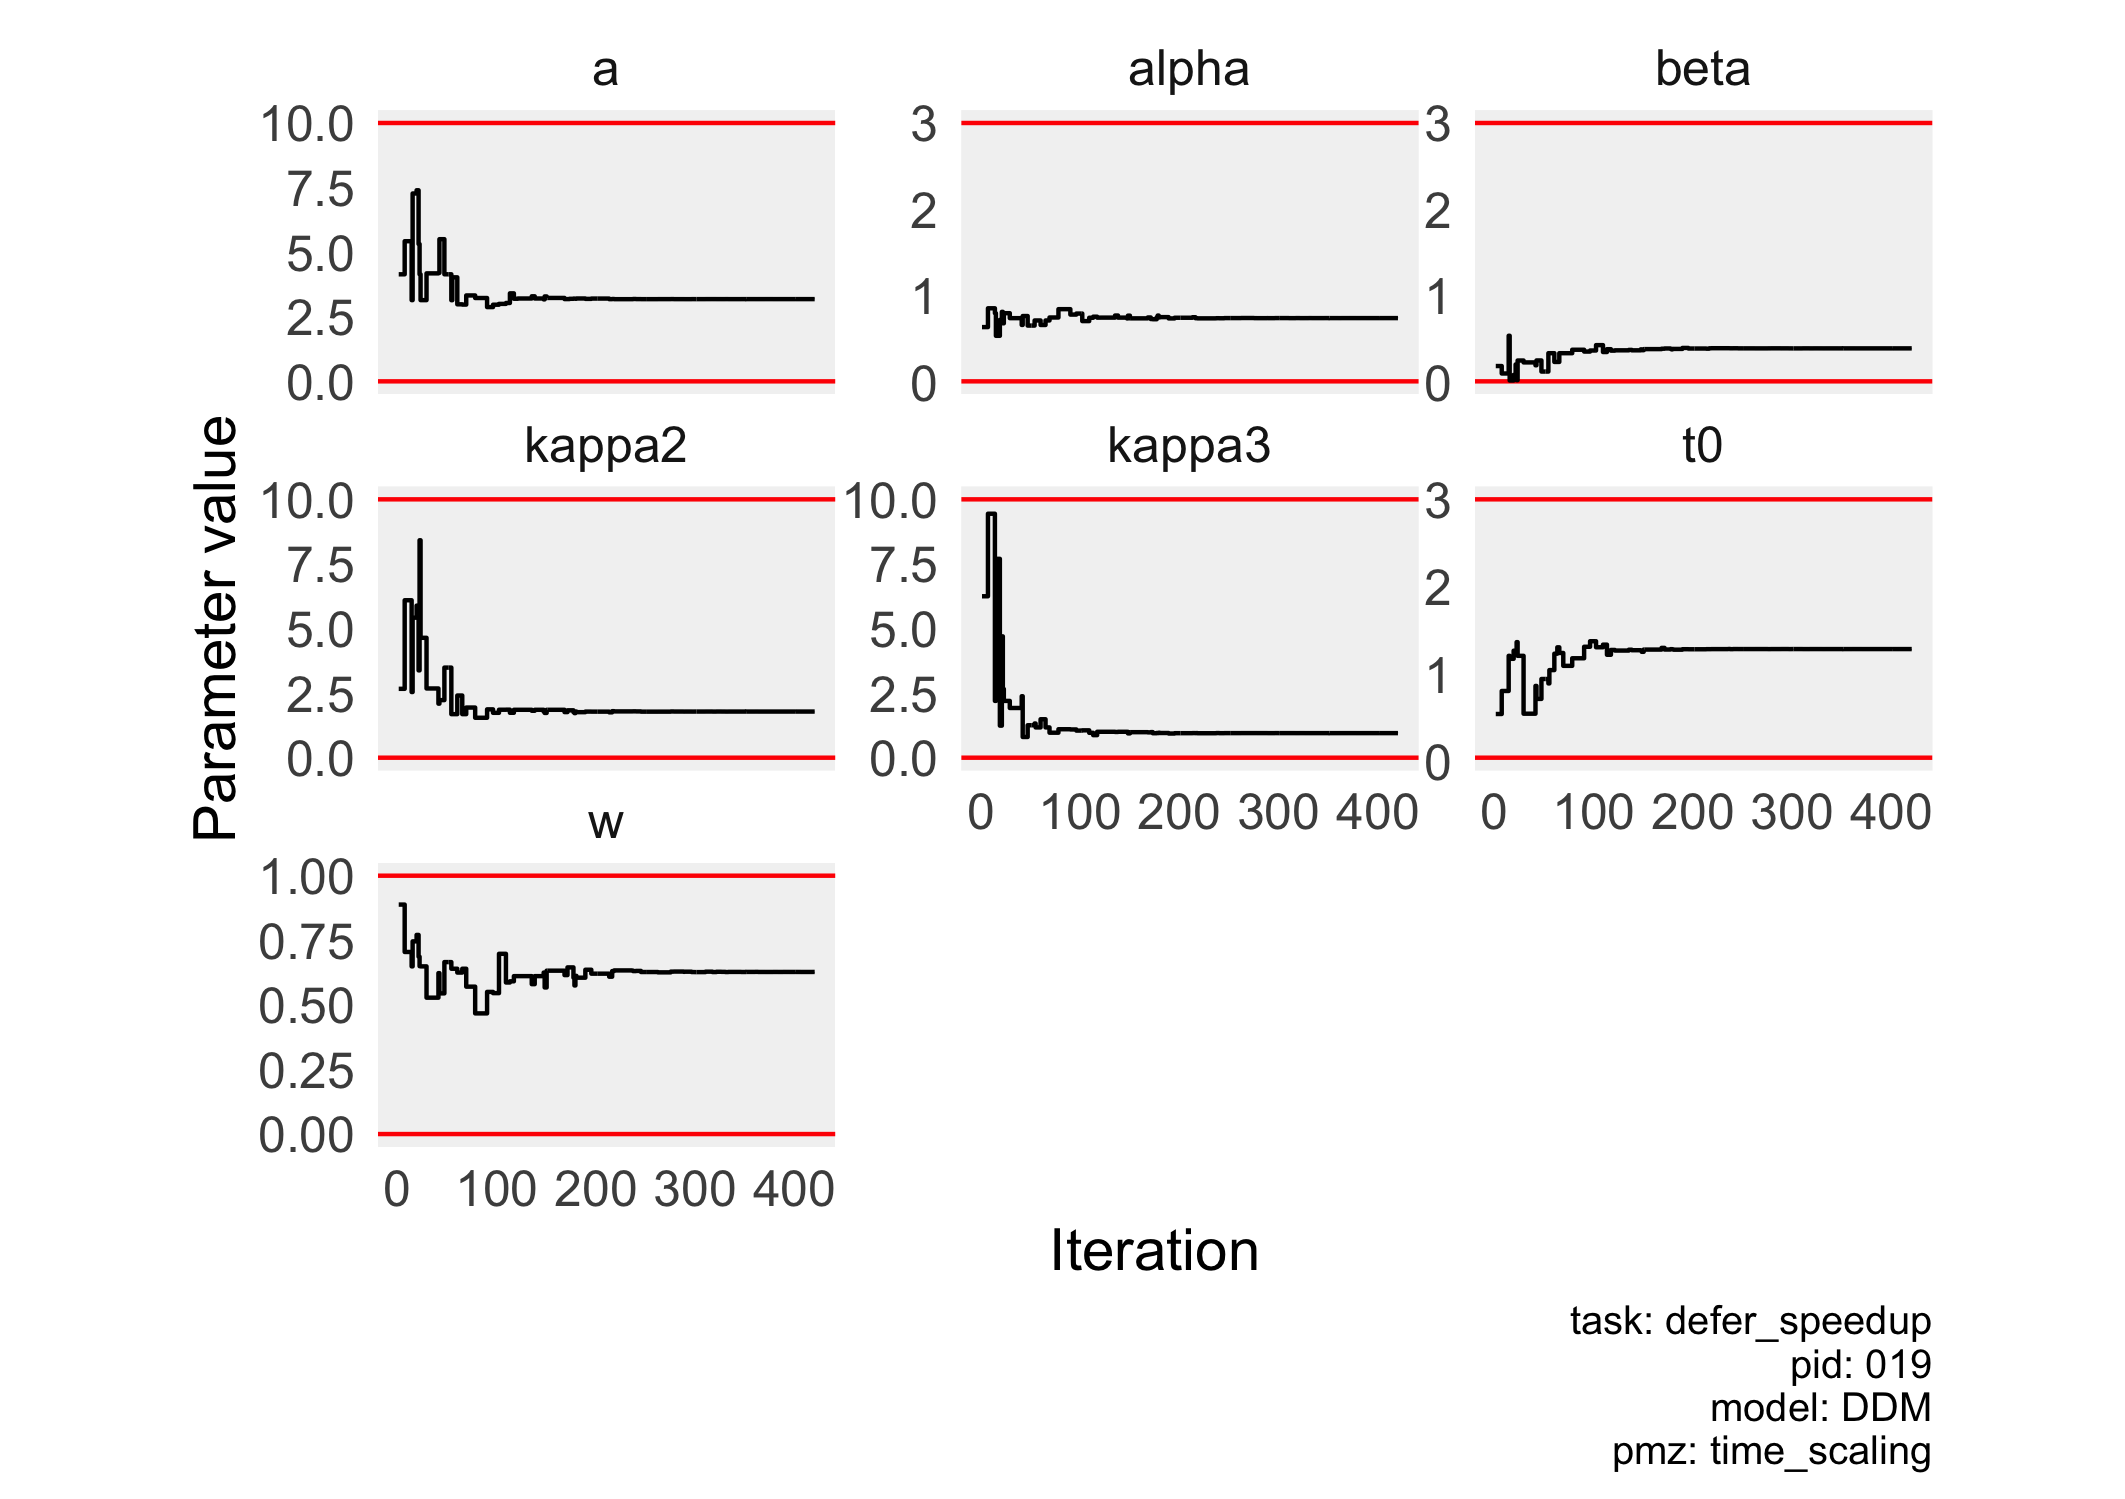 a
alpha
beta
10.0
7.5
5.0
2.5
0.0
3
2
1
0
3
2
1
0
kappa2
kappa3
t0
10.0
7.5
5.0
2.5
0.0
10.0
7.5
5.0
2.5
0.0
3
2
1
0
0 100 200 300 400
0 100 200 300 400
w
1.00
0.75
0.50
0.25
0.00
0 100 200 300 400
Parameter value
Iteration
task: defer_speedup
pid: 019
model: DDM
pmz: time_scaling